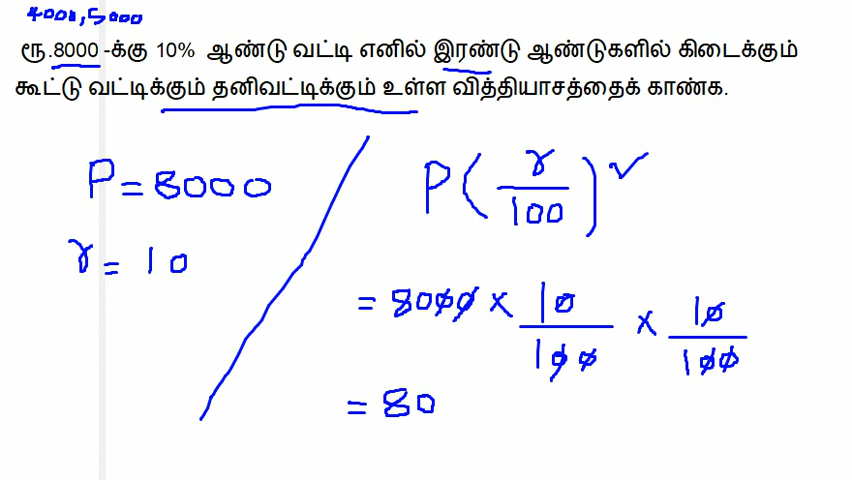 4000, 5000
ரூ.8000 -க்கு 10% ஆண்டு வட்டி எனில் இரண்டு ஆண்டுகளில் கிடைக்கும்
கூட்டு வட்டிக்கும் தனிவட்டிக்கும் உள்ள வித்தியாசத்தைக் காண்க.
P = 8000
r = 10
P ( r / 100 )²
= 8000 × 10/100 × 10/100
= 80